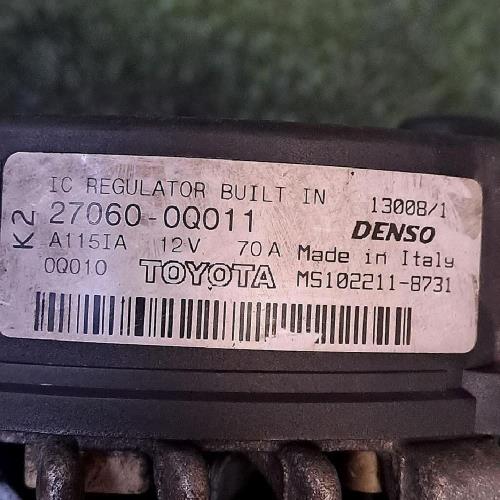 IC REGULATOR BUILT IN 13008/1
K2 27060-0Q011 DENSO
A115IA 12V 70A Made in Italy
0Q010 TOYOTA MS102211-8731